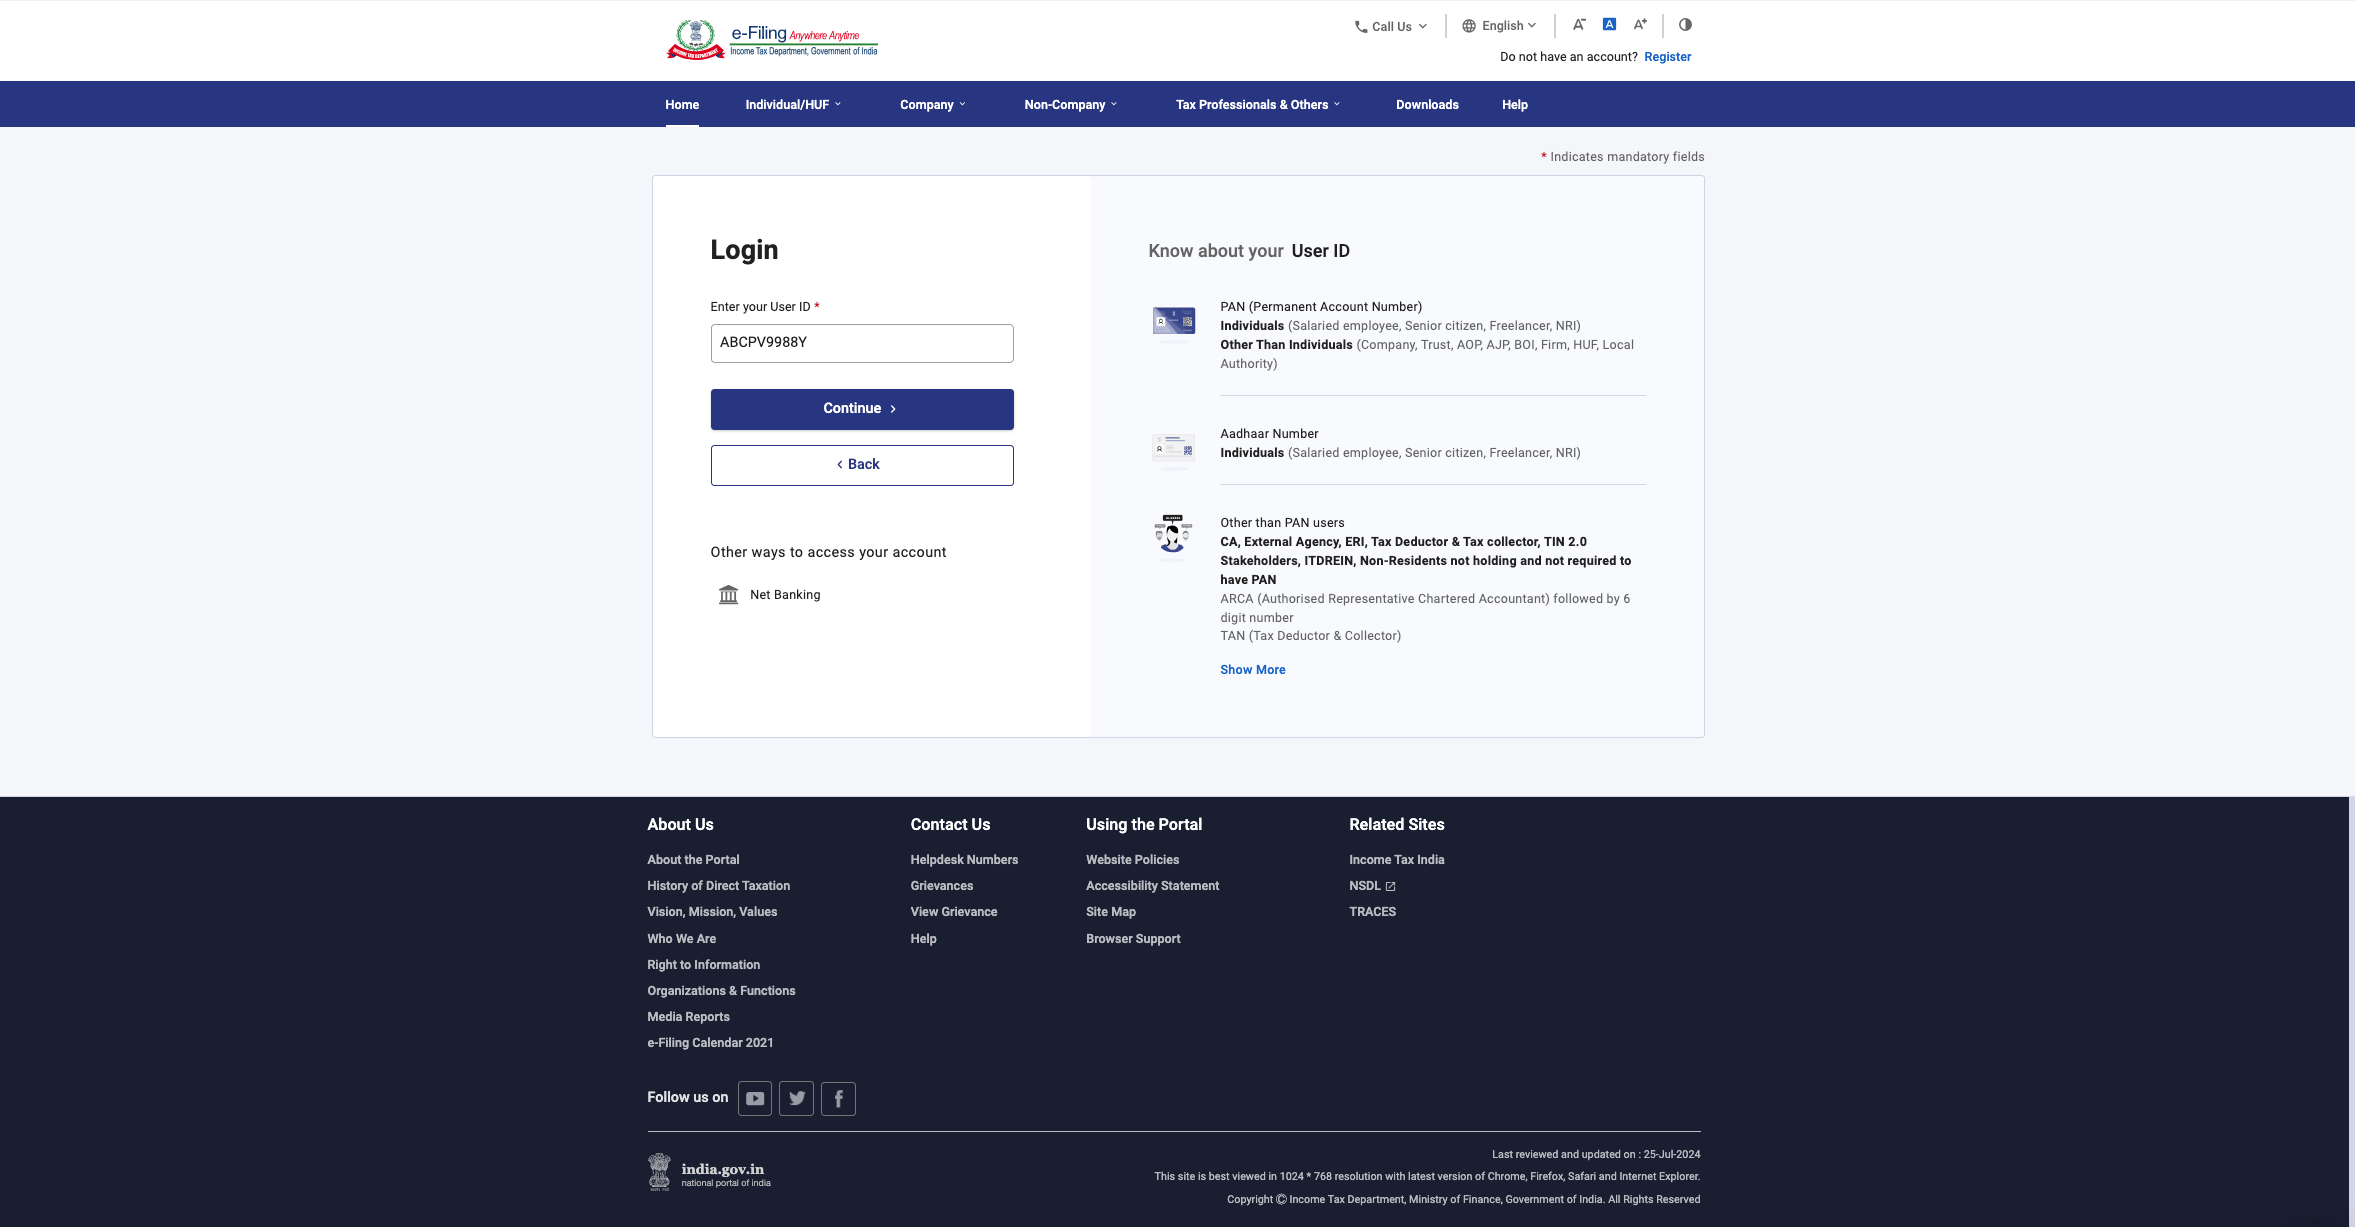 e-Filing Anywhere Anytime
Income Tax Department, Government of India
INCOME TAX DEPARTMENT
Call Us
English
A-
A
A+
Do not have an account? Register
Home
Individual/HUF
Company
Non-Company
Tax Professionals & Others
Downloads
Help
* Indicates mandatory fields
Login
Enter your User ID *
ABCPV9988Y
Continue >
< Back
Other ways to access your account
Net Banking
Know about your User ID
PAN (Permanent Account Number)
Individuals (Salaried employee, Senior citizen, Freelancer, NRI)
Other Than Individuals (Company, Trust, AOP, AJP, BOI, Firm, HUF, Local
Authority)
Aadhaar Number
Individuals (Salaried employee, Senior citizen, Freelancer, NRI)
Other than PAN users
CA, External Agency, ERI, Tax Deductor & Tax collector, TIN 2.0
Stakeholders, ITDREIN, Non-Residents not holding and not required to
have PAN
ARCA (Authorised Representative Chartered Accountant) followed by 6
digit number
TAN (Tax Deductor & Collector)
Show More
About Us
About the Portal
History of Direct Taxation
Vision, Mission, Values
Who We Are
Right to Information
Organizations & Functions
Media Reports
e-Filing Calendar 2021
Contact Us
Helpdesk Numbers
Grievances
View Grievance
Help
Using the Portal
Website Policies
Accessibility Statement
Site Map
Browser Support
Related Sites
Income Tax India
NSDL
TRACES
Follow us on
india.gov.in
national portal of india
Last reviewed and updated on : 25-Jul-2024
This site is best viewed in 1024 * 768 resolution with latest version of Chrome, Firefox, Safari and Internet Explorer.
Copyright © Income Tax Department, Ministry of Finance, Government of India. All Rights Reserved